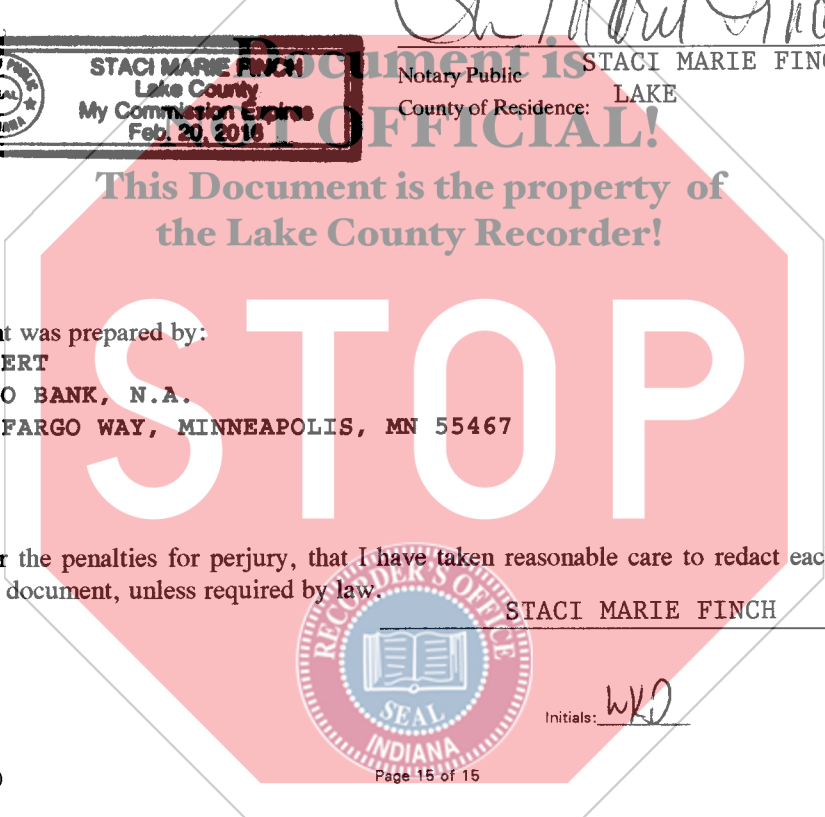 STACI MARIE FINCH
Lake County
My Commission Expires
Feb. 20, 2016
STACI MARIE FINC
Notary Public
County of Residence: LAKE
Document is
OFFICIAL!
This Document is the property of
the Lake County Recorder!
STOP
t was prepared by:
ERT
O BANK, N.A.
FARGO WAY, MINNEAPOLIS, MN 55467
r the penalties for perjury, that I have taken reasonable care to redact eac
document, unless required by law.
STACI MARIE FINCH
RECORDER'S OFFICE
SEAL
INDIANA
Initials: WKD
Page 15 of 15